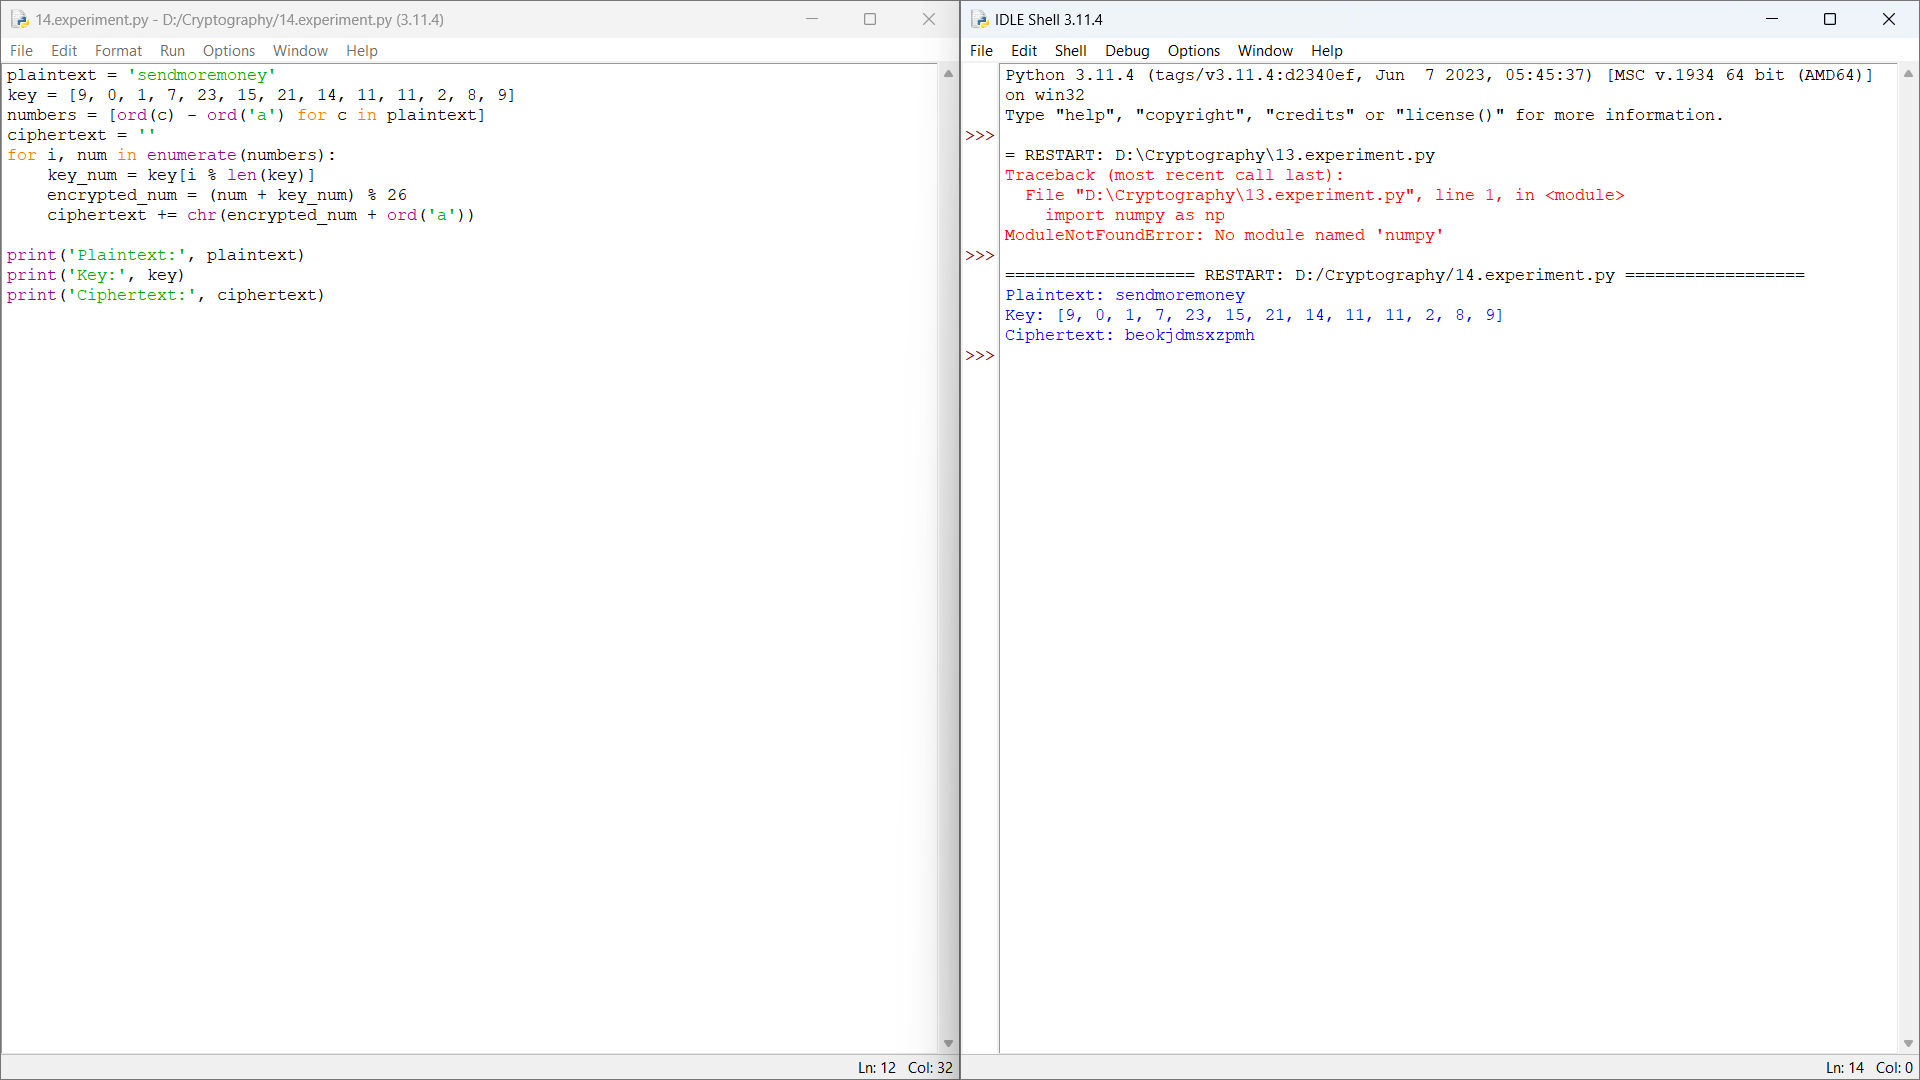 14.experiment.py - D:/Cryptography/14.experiment.py (3.11.4)
File Edit Format Run Options Window Help
plaintext = 'sendmoremoney'
key = [9, 0, 1, 7, 23, 15, 21, 14, 11, 11, 2, 8, 9]
numbers = [ord(c) - ord('a') for c in plaintext]
ciphertext = ''
for i, num in enumerate(numbers):
    key_num = key[i % len(key)]
    encrypted_num = (num + key_num) % 26
    ciphertext += chr(encrypted_num + ord('a'))
print('Plaintext:', plaintext)
print('Key:', key)
print('Ciphertext:', ciphertext)
Ln: 12 Col: 32
IDLE Shell 3.11.4
File Edit Shell Debug Options Window Help
Python 3.11.4 (tags/v3.11.4:d2340ef, Jun  7 2023, 05:45:37) [MSC v.1934 64 bit (AMD64)]
on win32
Type "help", "copyright", "credits" or "license()" for more information.
>>>
= RESTART: D:\Cryptography\13.experiment.py
Traceback (most recent call last):
  File "D:\Cryptography\13.experiment.py", line 1, in <module>
    import numpy as np
ModuleNotFoundError: No module named 'numpy'
>>>
=================== RESTART: D:/Cryptography/14.experiment.py ==================
Plaintext: sendmoremoney
Key: [9, 0, 1, 7, 23, 15, 21, 14, 11, 11, 2, 8, 9]
Ciphertext: beokjdmsxzpmh
>>>
Ln: 14 Col: 0